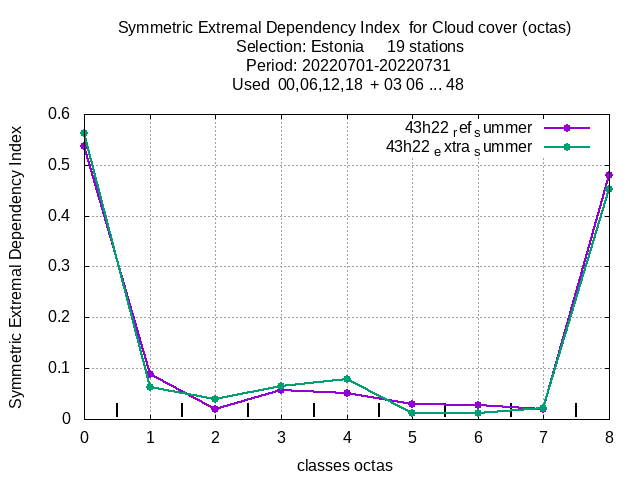 Symmetric Extremal Dependency Index  for Cloud cover (octas)
Selection: Estonia     19 stations
Period: 20220701-20220731
Used  00,06,12,18  + 03 06 ... 48
43h22 ref summer
43h22 extra summer
Symmetric Extremal Dependency Index
0.6
0.5
0.4
0.3
0.2
0.1
0
0 1 2 3 4 5 6 7 8
classes octas